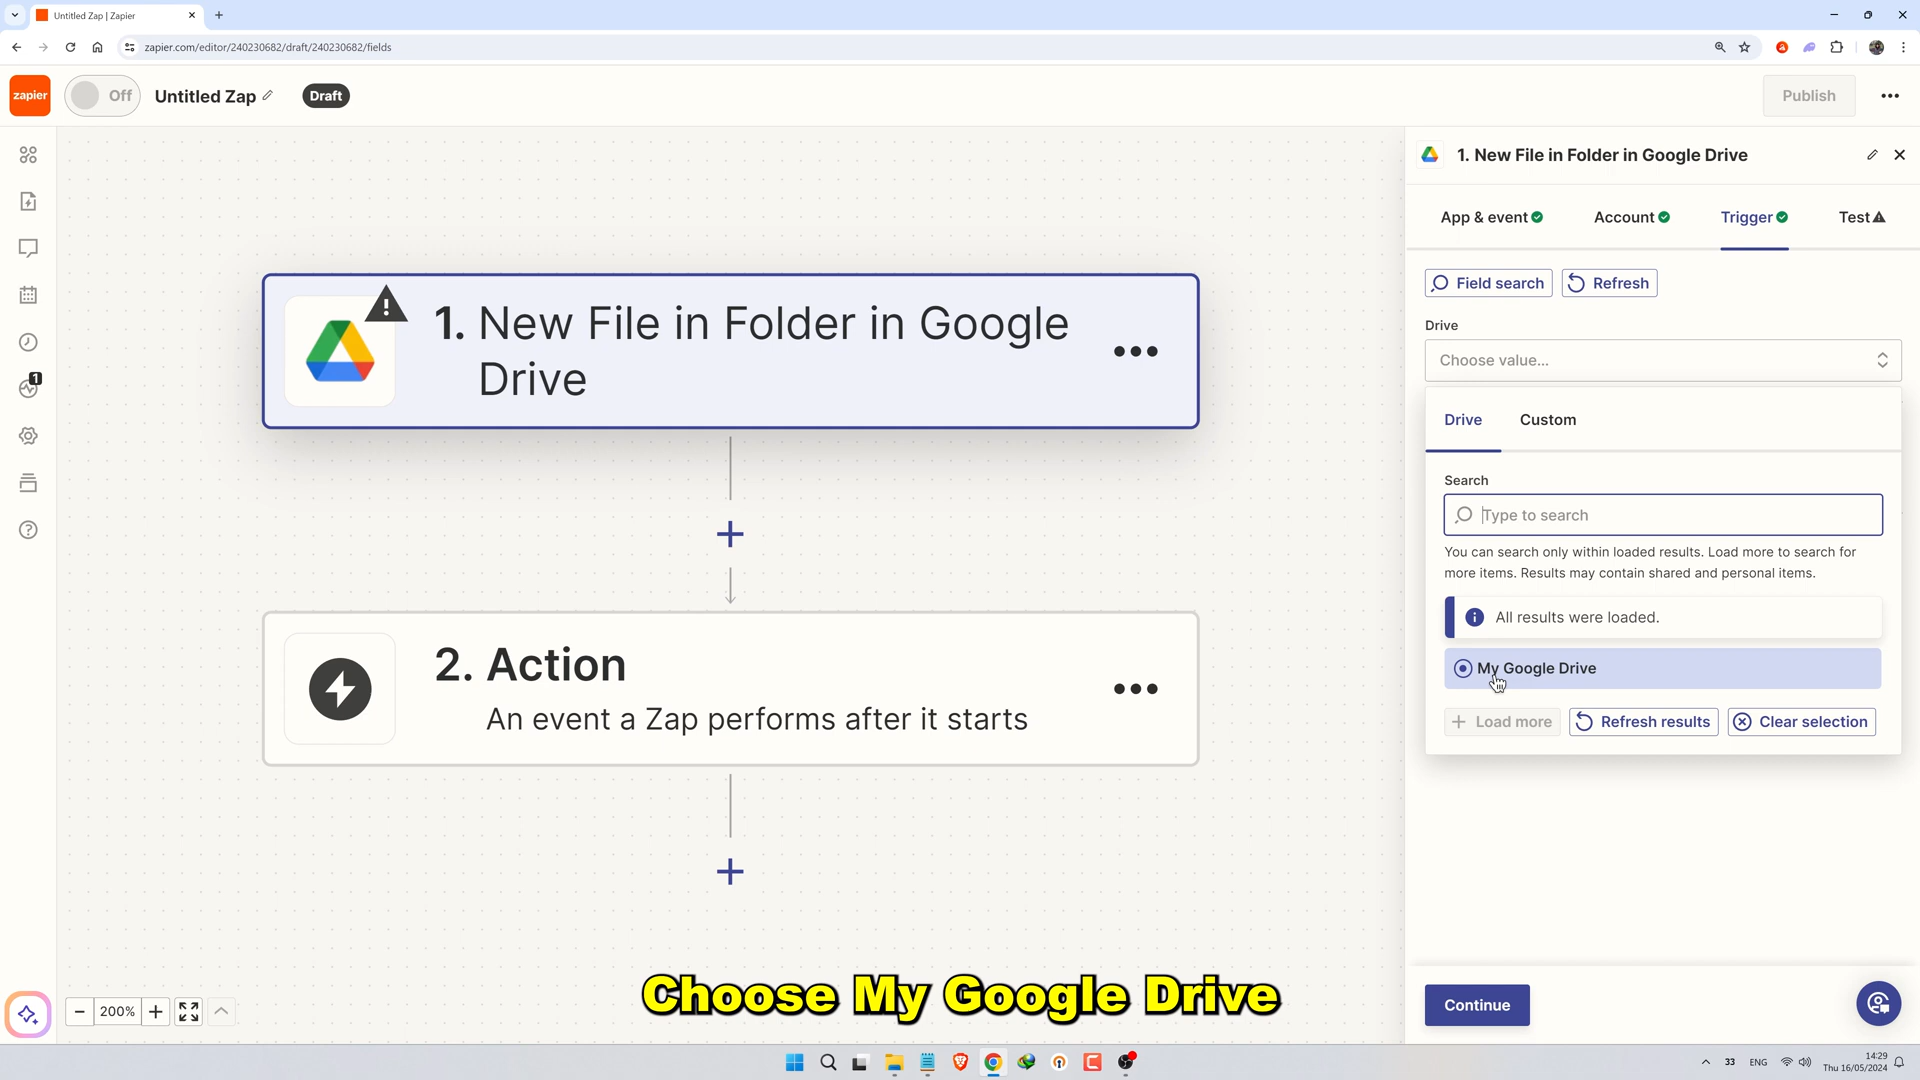 Untitled Zap | Zapier
zapier.com/editor/240230682/draft/240230682/fields
zapier
Off
Untitled Zap
Draft
Publish
1. New File in Folder in Google Drive
App & event
Account
Trigger
Test
Field search
Refresh
Drive
Choose value...
Drive
Custom
Search
Type to search
You can search only within loaded results. Load more to search for
more items. Results may contain shared and personal items.
All results were loaded.
My Google Drive
Load more
Refresh results
Clear selection
Continue
1. New File in Folder in Google
Drive
2. Action
An event a Zap performs after it starts
1
200%
Choose My Google Drive
33
ENG
14:29
Thu 16/05/2024